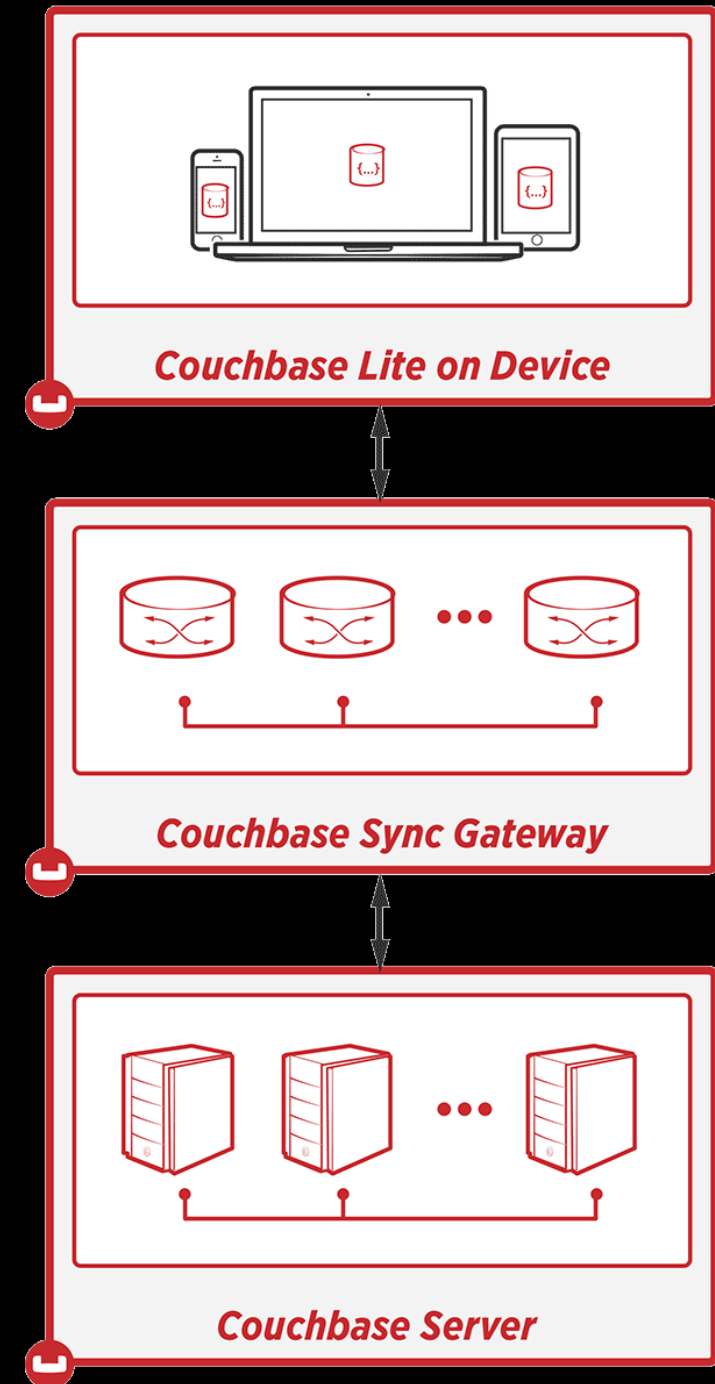 {...}
{...}
{...}
Couchbase Lite on Device
Couchbase Sync Gateway
Couchbase Server